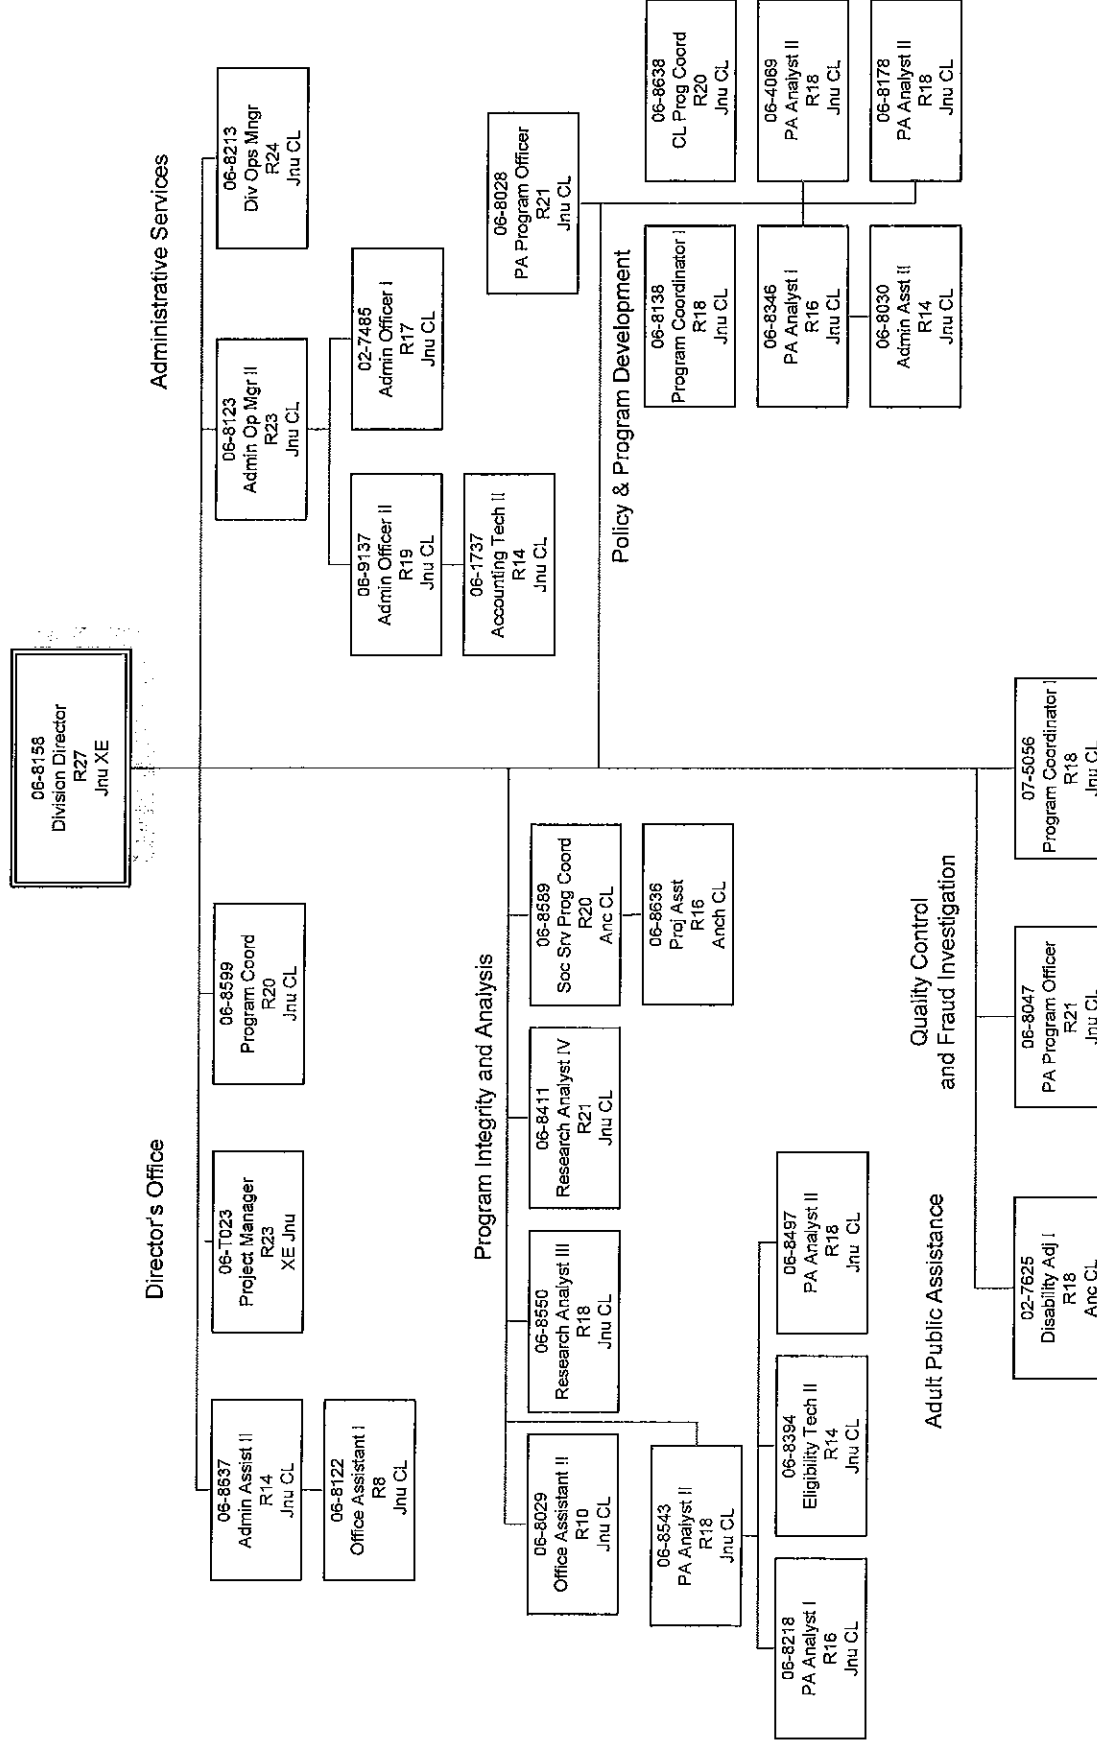 06-8158
Division Director
R27
Jnu XE
Director's Office
Administrative Services
06-8637
Admin Assist II
R14
Jnu CL
06-T023
Project Manager
R23
XE Jnu
06-8599
Program Coord
R20
Jnu CL
06-8123
Admin Op Mgr II
R23
Jnu CL
06-8213
Div Ops Mngr
R24
Jnu CL
06-8122
Office Assistant I
R8
Jnu CL
06-9137
Admin Officer II
R19
Jnu CL
02-7485
Admin Officer I
R17
Jnu CL
06-1737
Accounting Tech II
R14
Jnu CL
Program Integrity and Analysis
06-8029
Office Assistant II
R10
Jnu CL
06-8550
Research Analyst III
R18
Jnu CL
06-8411
Research Analyst IV
R21
Jnu CL
06-8589
Soc Srv Prog Coord
R20
Anc CL
06-8636
Proj Asst
R16
Anch CL
06-8543
PA Analyst II
R18
Jnu CL
06-8218
PA Analyst I
R16
Jnu CL
06-8394
Eligibility Tech II
R14
Jnu CL
06-8497
PA Analyst II
R18
Jnu CL
06-8028
PA Program Officer
R21
Jnu CL
Policy & Program Development
06-8138
Program Coordinator I
R18
Jnu CL
06-8638
CL Prog Coord
R20
Jnu CL
06-8346
PA Analyst I
R16
Jnu CL
06-4069
PA Analyst II
R18
Jnu CL
06-8030
Admin Asst II
R14
Jnu CL
06-8178
PA Analyst II
R18
Jnu CL
Adult Public Assistance
Quality Control
and Fraud Investigation
02-7625
Disability Adj I
R18
Anc CL
06-8047
PA Program Officer
R21
Jnu CL
07-5056
Program Coordinator I
R18
Jnu CL